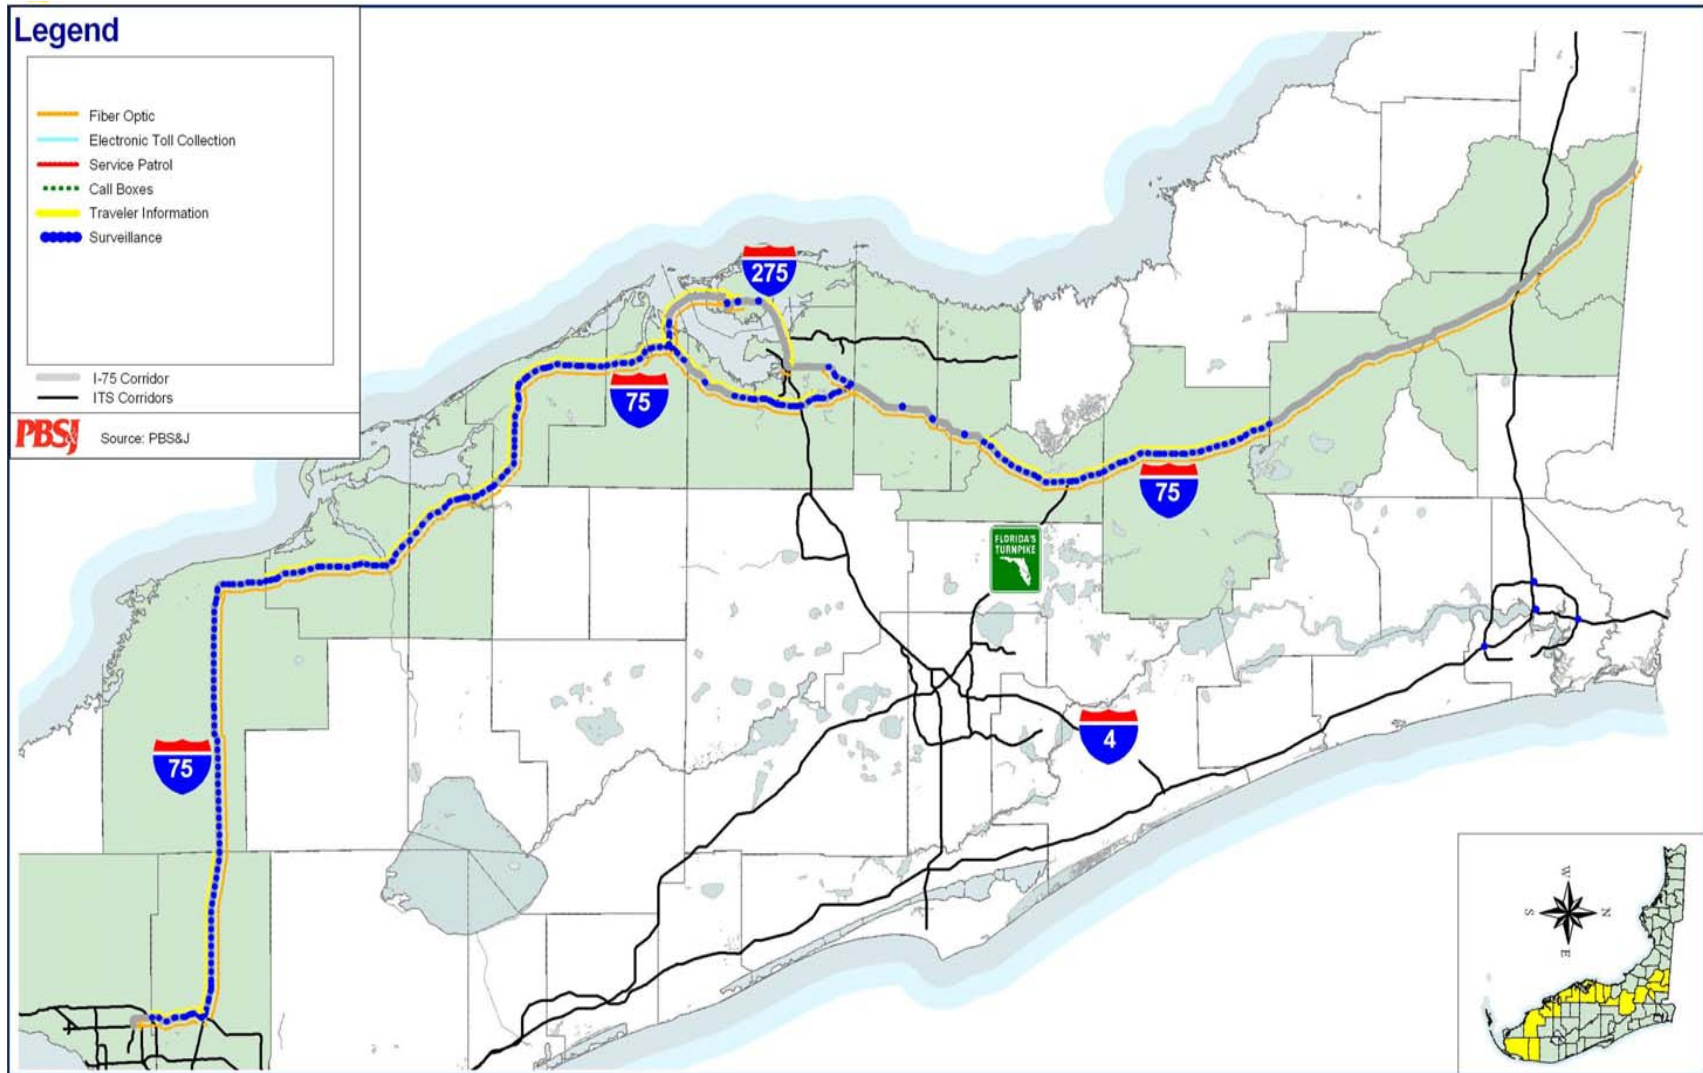 Legend
Fiber Optic
Electronic Toll Collection
Service Patrol
Call Boxes
Traveler Information
Surveillance
I-75 Corridor
ITS Corridors
PBS&J
Source: PBS&J
275
75
75
FLORIDA'S
TURNPIKE
4
75
W
S
N
E